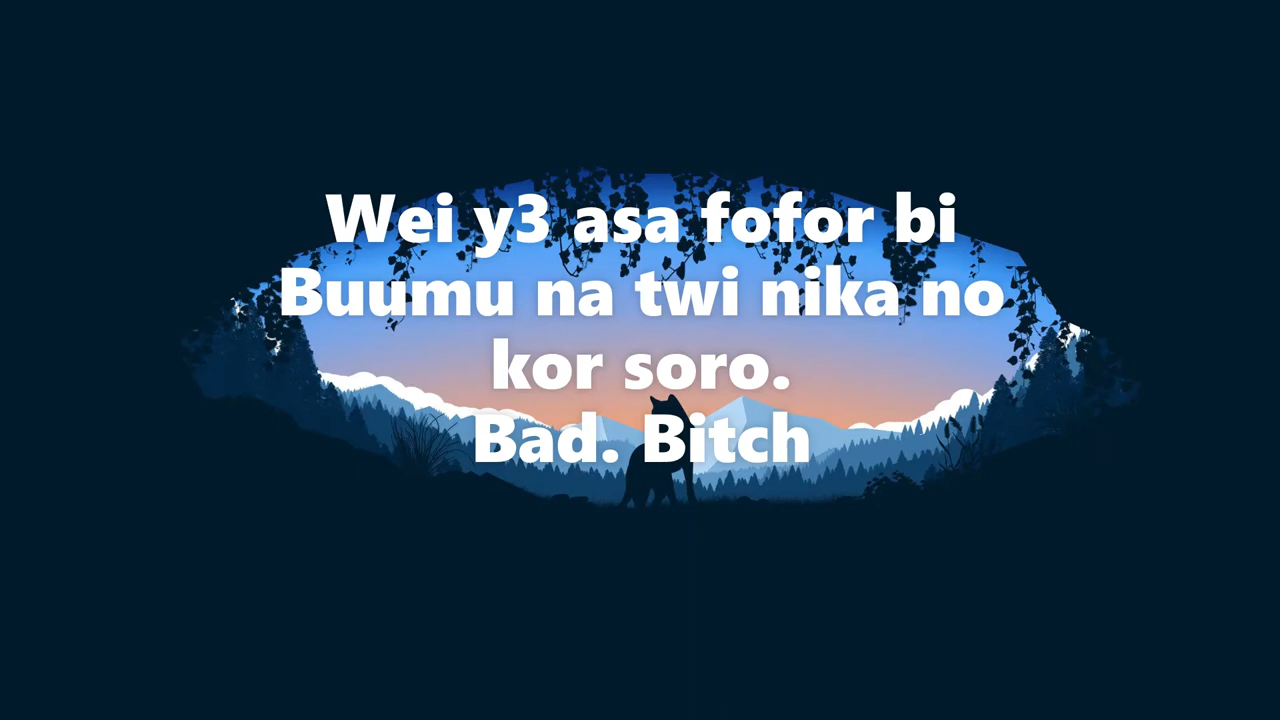 Wei y3 asa fofor bi
Buumu na twi nika no
kor soro.
Bad. Bitch